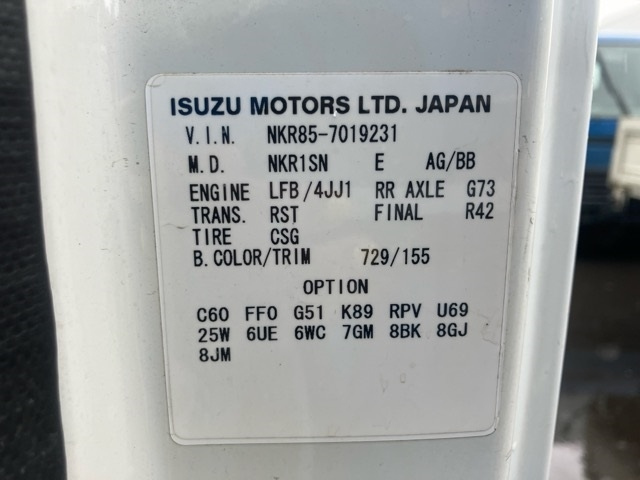 ISUZU MOTORS LTD. JAPAN
V.I.N. NKR85-7019231
M.D. NKR1SN E AG/BB
ENGINE LFB/4JJ1 RR AXLE G73
TRANS. RST FINAL R42
TIRE CSG
B.COLOR/TRIM 729/155
OPTION
C60 FF0 G51 K89 RPV U69
25W 6UE 6WC 7GM 8BK 8GJ
8JM